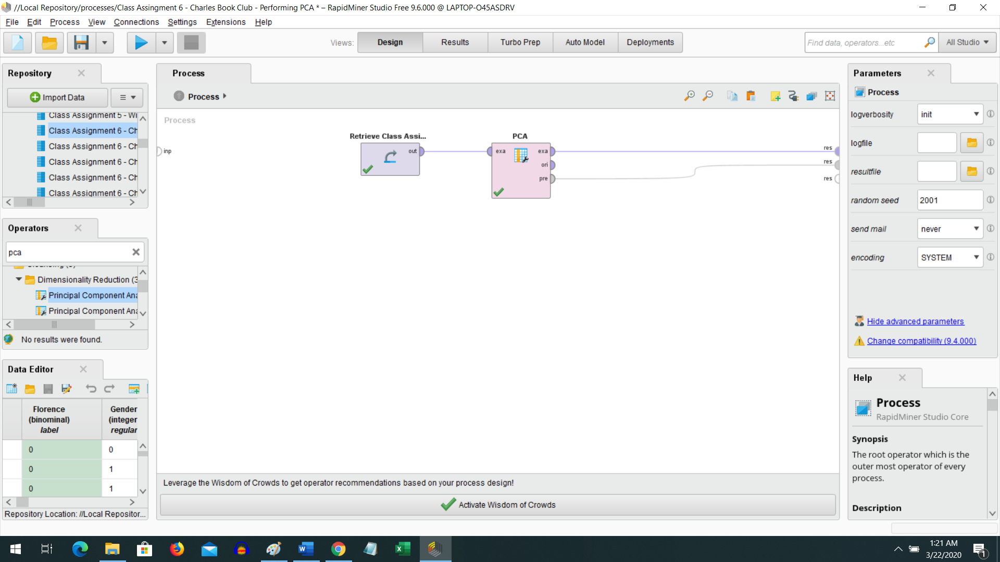 //Local Repository/processes/Class Assingment 6 - Charles Book Club - Performing PCA * – RapidMiner Studio Free 9.6.000 @ LAPTOP-O45ASDRV
File Edit Process View Connections Settings Extensions Help
Views: Design Results Turbo Prep Auto Model Deployments
Find data, operators...etc All Studio
Repository
Import Data
Class Assignment 5 - Wi
Class Assignment 6 - Ch
Class Assignment 6 - Ch
Class Assignment 6 - Ch
Class Assignment 6 - Ch
Class Assignment 6 - Ch
Operators
pca
Dimensionality Reduction (3
Principal Component Ana
Principal Component Ana
No results were found.
Data Editor
Florence Gender
(binominal) (integer
label regular
0 0
0 1
0 1
Repository Location: //Local Repositor...
Process
Process
Process
inp
Retrieve Class Assi...
out
PCA
exa exa
ori
pre
res
res
res
Leverage the Wisdom of Crowds to get operator recommendations based on your process design!
Activate Wisdom of Crowds
Parameters
Process
logverbosity init
logfile
resultfile
random seed 2001
send mail never
encoding SYSTEM
Hide advanced parameters
Change compatibility (9.4.000)
Help
Process
RapidMiner Studio Core
Synopsis
The root operator which is the
outer most operator of every
process.
Description
1:21 AM
3/22/2020
1